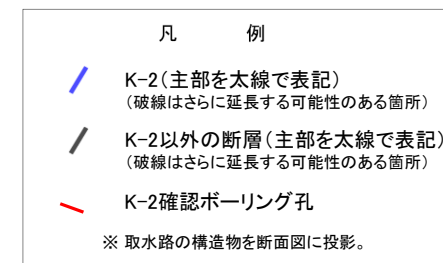 凡　例
K-2(主部を太線で表記)
(破線はさらに延長する可能性のある箇所)
K-2以外の断層(主部を太線で表記)
(破線はさらに延長する可能性のある箇所)
K-2確認ボーリング孔
※ 取水路の構造物を断面図に投影。